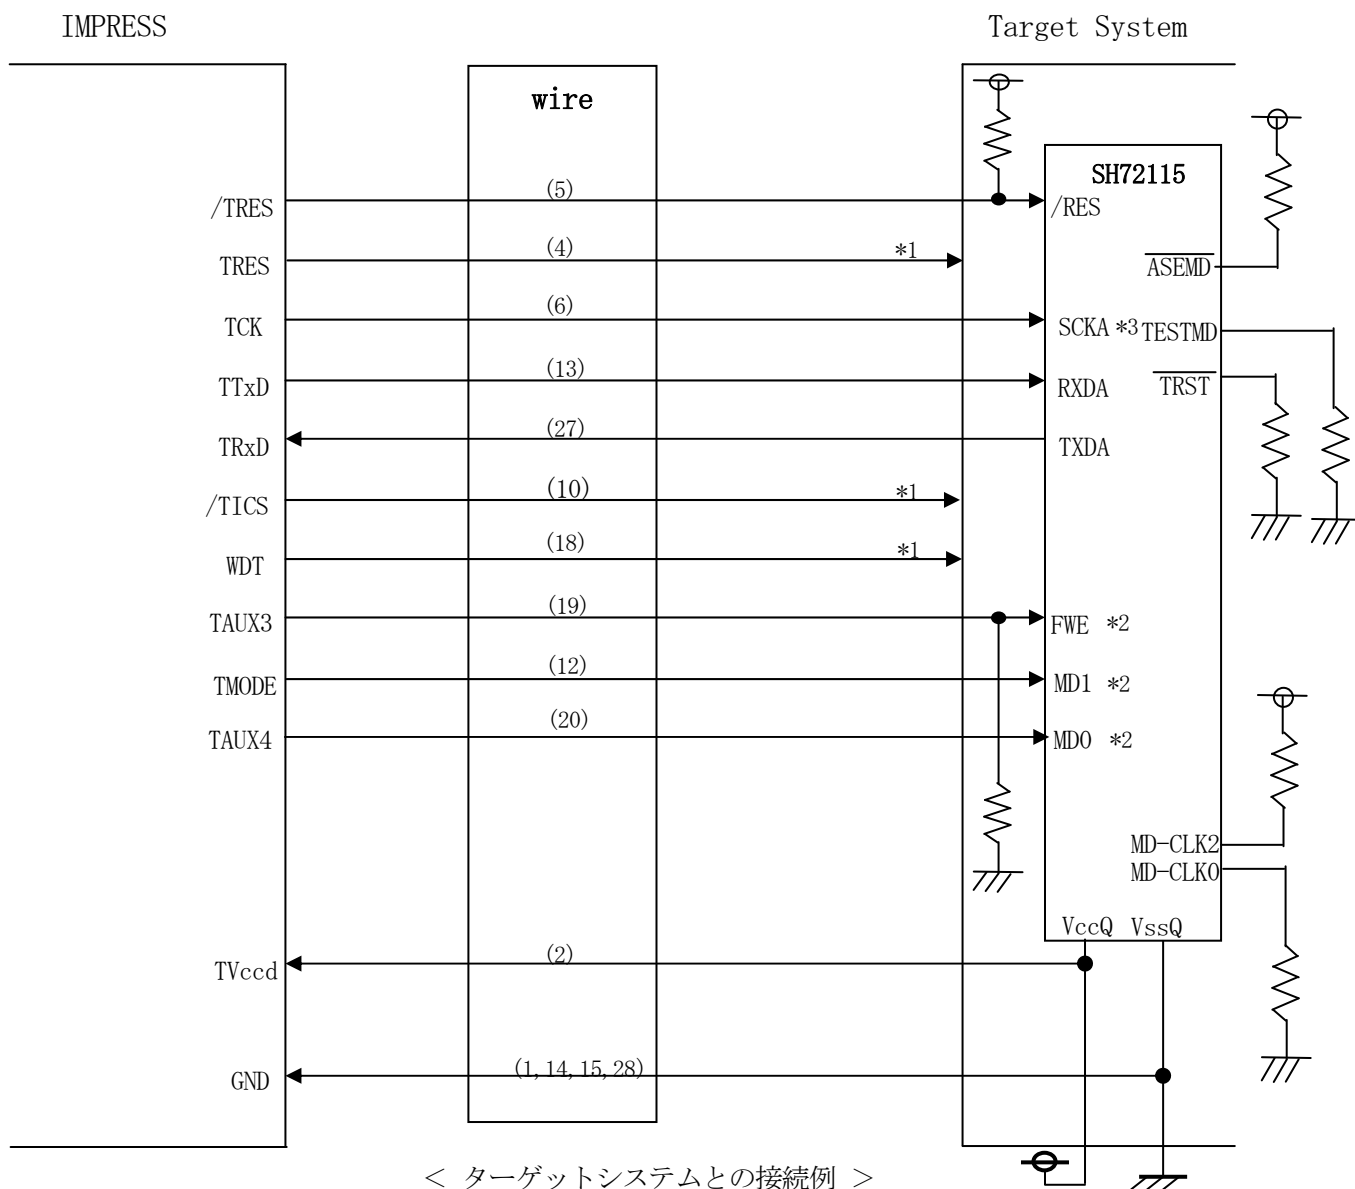 IMPRESS
Target System
wire
SH72115
/TRES
(5)
/RES
TRES
(4)
*1
ASEMD
TCK
(6)
SCKA *3
TESTMD
TTxD
(13)
RXDA
TRST
TRxD
(27)
TXDA
/TICS
(10)
*1
WDT
(18)
*1
TAUX3
(19)
FWE *2
TMODE
(12)
MD1 *2
TAUX4
(20)
MD0 *2
MD-CLK2
MD-CLK0
VccQ VssQ
TVccd
(2)
GND
(1,14,15,28)
< ターゲットシステムとの接続例 >